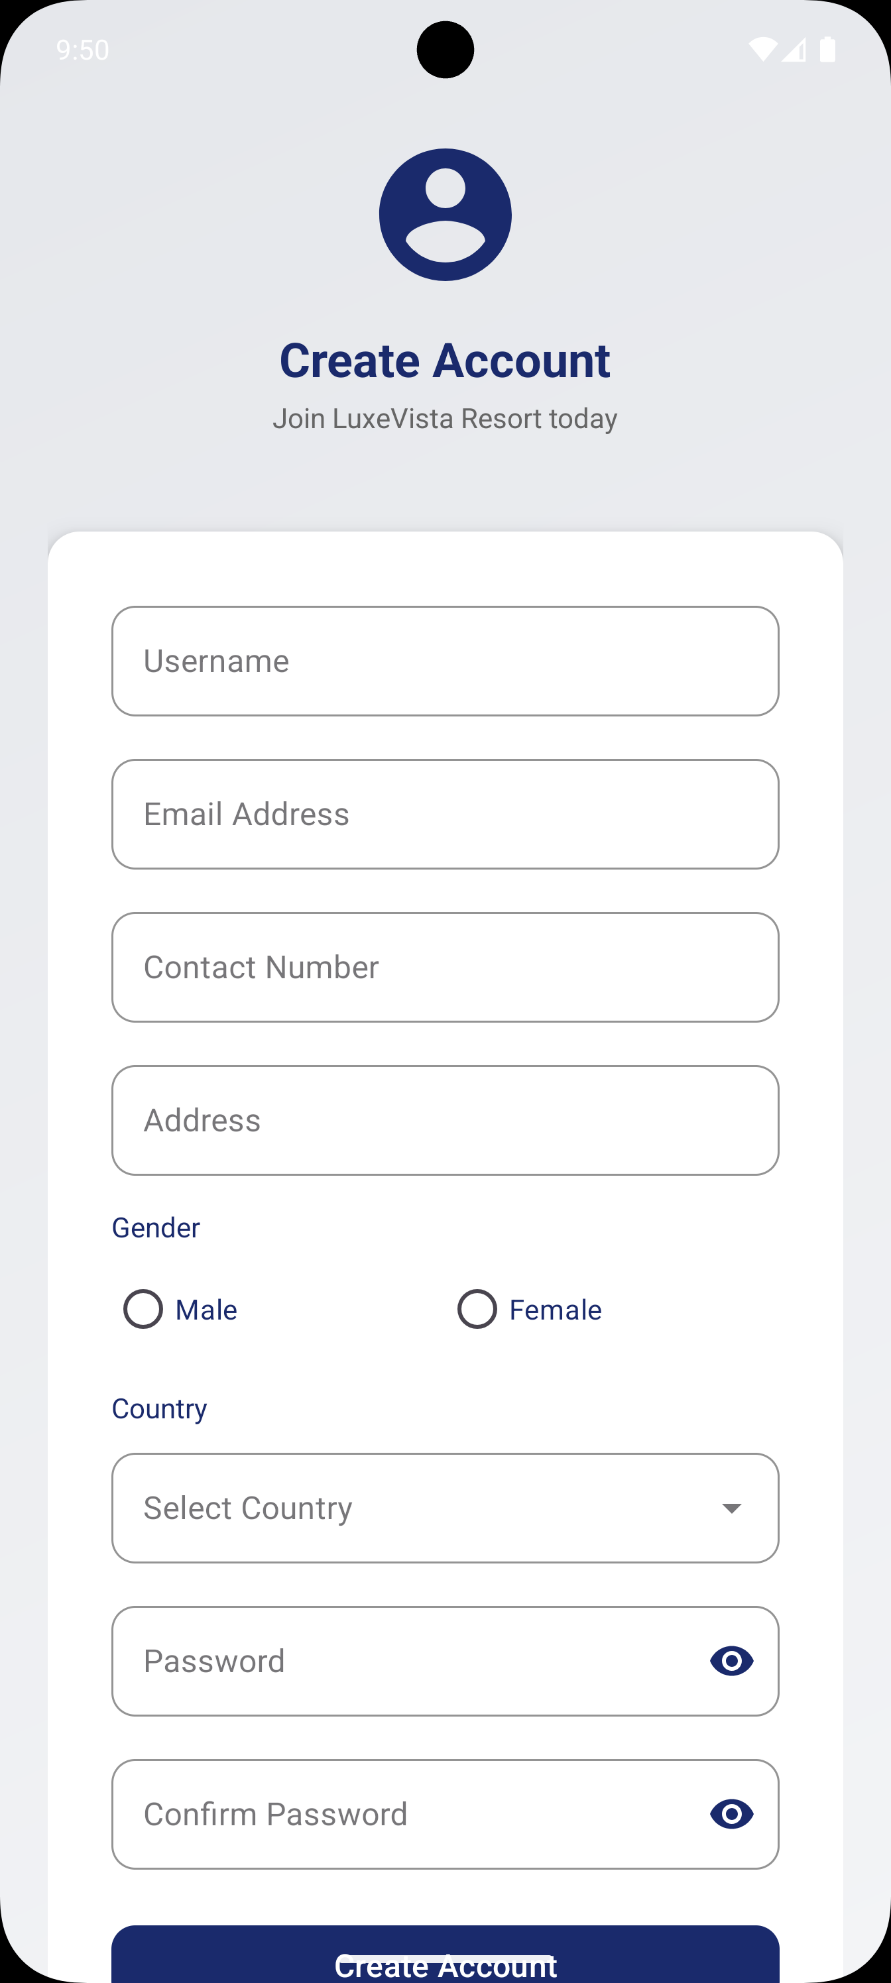 9:50
Create Account
Join LuxeVista Resort today
Username
Email Address
Contact Number
Address
Gender
Male Female
Country
Select Country
Password
Confirm Password
Create Account